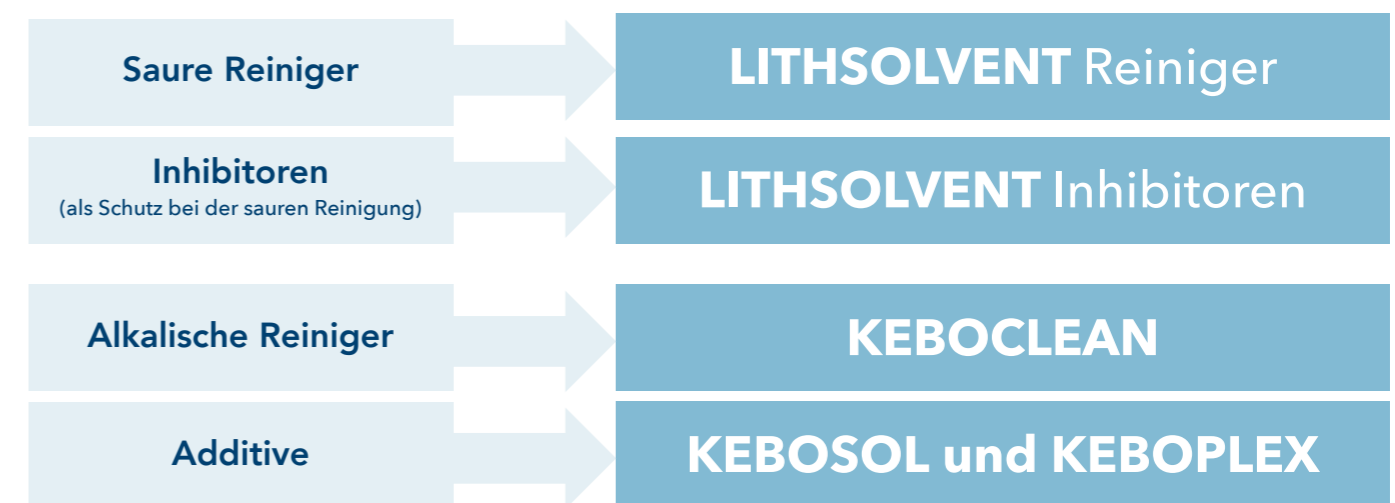 Saure Reiniger
LITHSOLVENT Reiniger
Inhibitoren
(als Schutz bei der sauren Reinigung)
LITHSOLVENT Inhibitoren
Alkalische Reiniger
KEBOCLEAN
Additive
KEBOSOL und KEBOPLEX